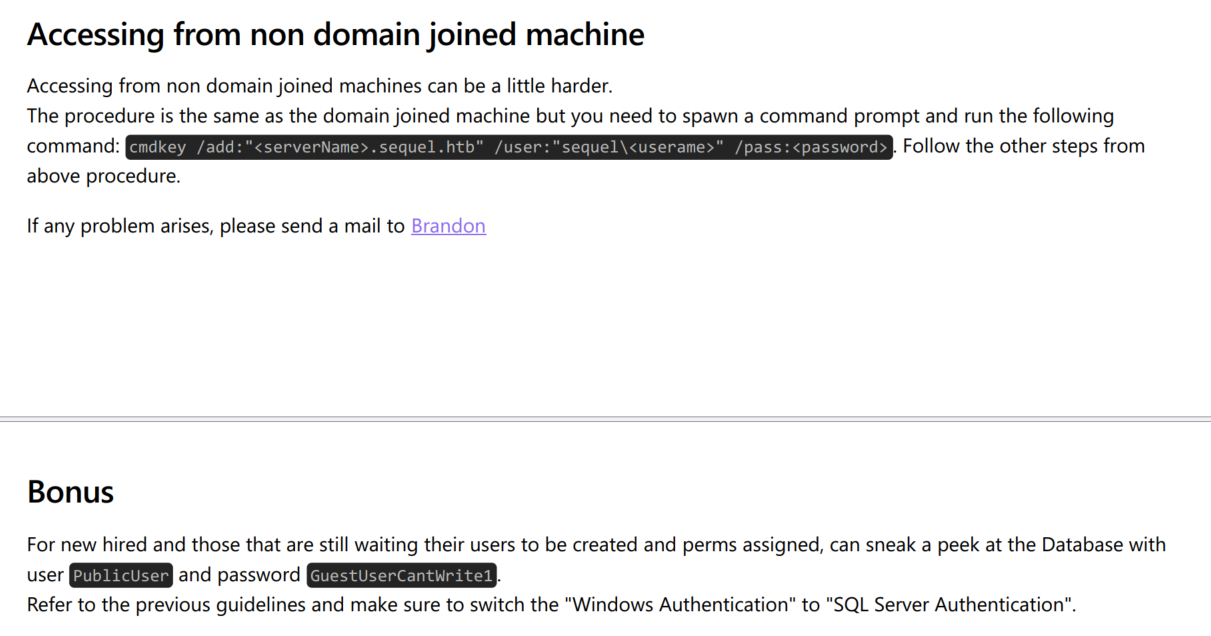 Accessing from non domain joined machine
Accessing from non domain joined machines can be a little harder.
The procedure is the same as the domain joined machine but you need to spawn a command prompt and run the following
command: cmdkey /add:"<serverName>.sequel.htb" /user:"sequel\<userame>" /pass:<password>. Follow the other steps from
above procedure.
If any problem arises, please send a mail to Brandon
Bonus
For new hired and those that are still waiting their users to be created and perms assigned, can sneak a peek at the Database with
user PublicUser and password GuestUserCantWrite1.
Refer to the previous guidelines and make sure to switch the "Windows Authentication" to "SQL Server Authentication".